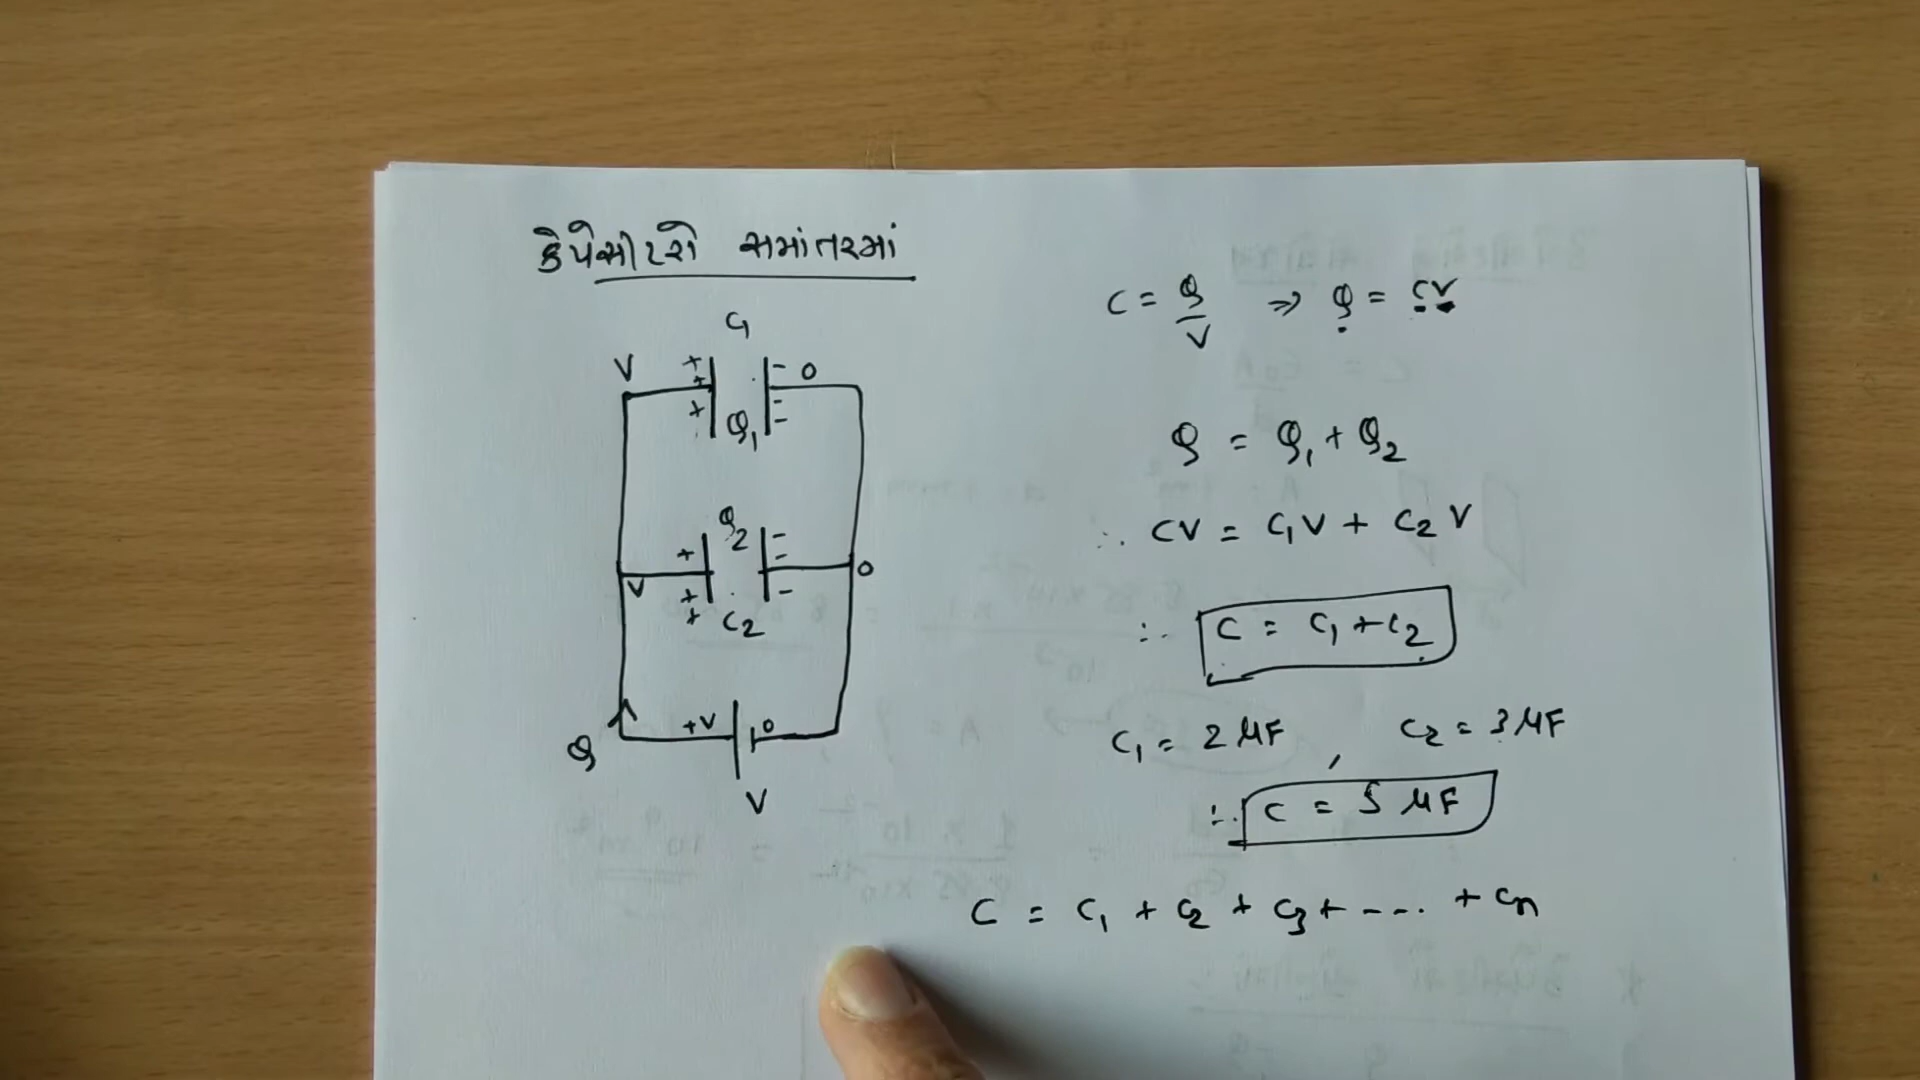 કેપેસીટરો સમાંતરમાં
C₁
V + + + - - - 0
Q₁
Q₂
V + + + - - - 0
C₂
Q +V 0
V
C = Q/V ⇒ Q = CV
Q = Q₁ + Q₂
∴ CV = C₁V + C₂V
∴ C = C₁ + C₂
C₁ = 2 μF , C₂ = 3 μF
∴ C = 5 μF
C = C₁ + C₂ + C₃ + .... + Cn